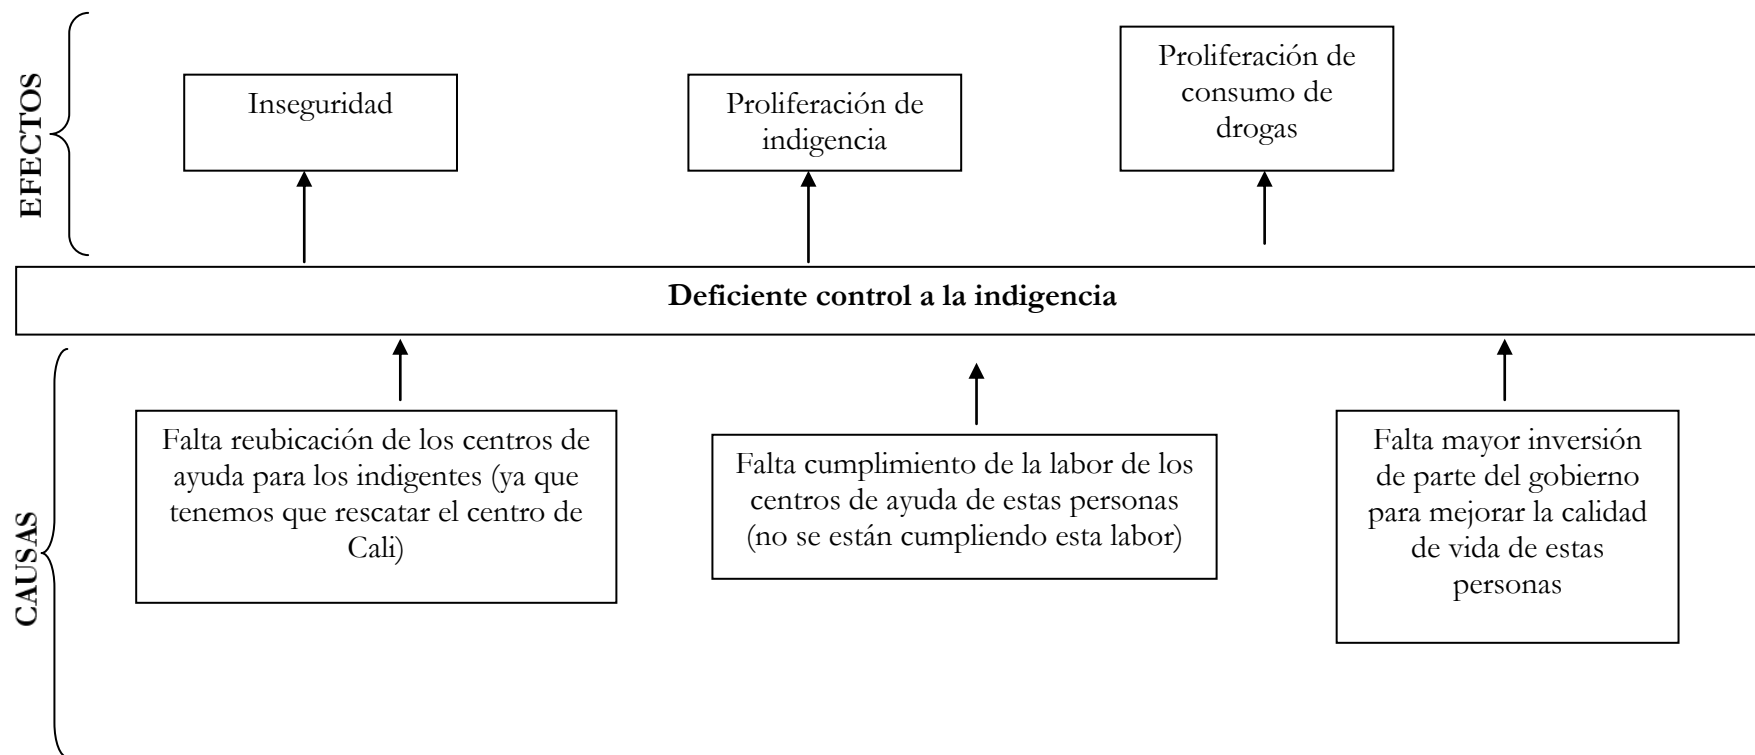 EFECTOS
Inseguridad
Proliferación de
indigencia
Proliferación de
consumo de
drogas
Deficiente control a la indigencia
CAUSAS
Falta reubicación de los centros de
ayuda para los indigentes (ya que
tenemos que rescatar el centro de
Cali)
Falta cumplimiento de la labor de los
centros de ayuda de estas personas
(no se están cumpliendo esta labor)
Falta mayor inversión
de parte del gobierno
para mejorar la calidad
de vida de estas
personas